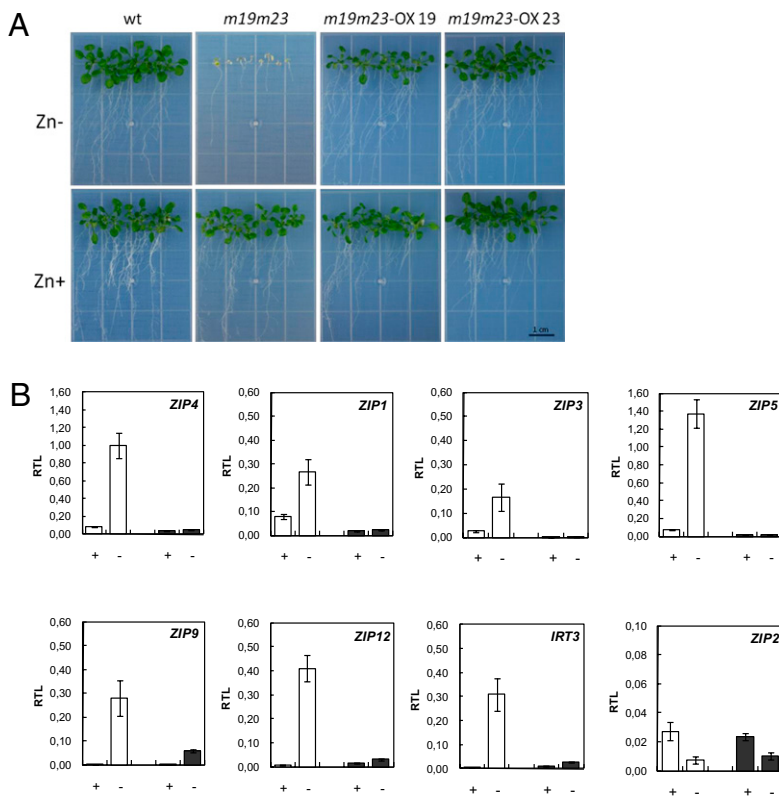 A
wt m19m23 m19m23-OX 19 m19m23-OX 23
Zn-
Zn+
1 cm
B
ZIP4 ZIP1 ZIP3 ZIP5
RTL RTL RTL RTL
1,60 0,60 0,60 1,60
1,40 0,50 0,50 1,40
1,20 0,40 0,40 1,20
1,00 0,30 0,30 1,00
0,80 0,20 0,20 0,80
0,60 0,10 0,10 0,60
0,40 0,00 0,00 0,40
0,20 0,20
0,00 0,00
+ - + - + - + - + - + - + - + -
ZIP9 ZIP12 IRT3 ZIP2
RTL RTL RTL RTL
0,60 0,60 0,60 0,10
0,50 0,50 0,50 0,08
0,40 0,40 0,40 0,06
0,30 0,30 0,30 0,04
0,20 0,20 0,20 0,02
0,10 0,10 0,10 0,00
0,00 0,00 0,00
+ - + - + - + - + - + - + - + -